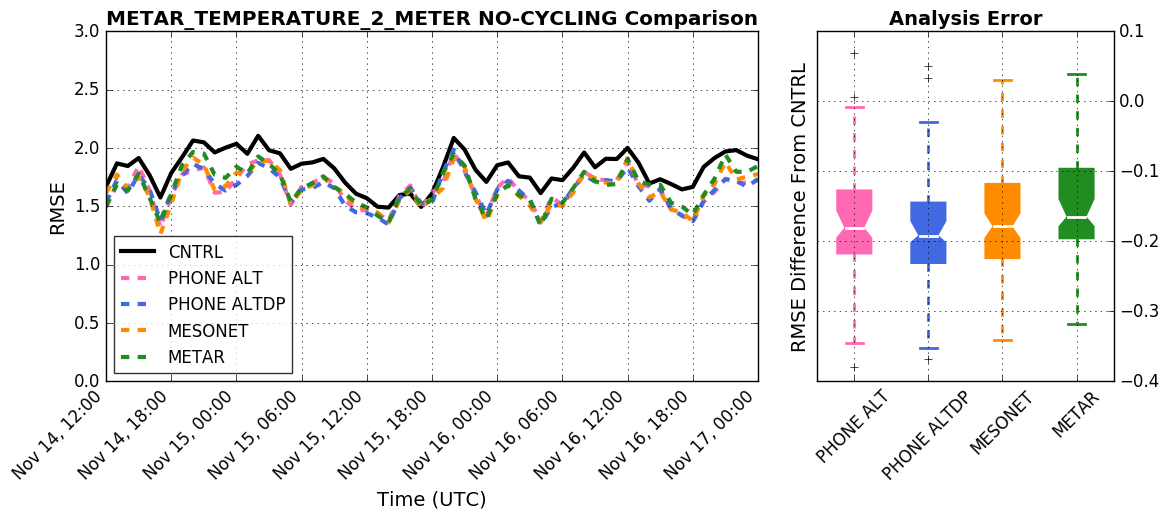 METAR_TEMPERATURE_2_METER NO-CYCLING Comparison
3.0
2.5
2.0
1.5
1.0
0.5
0.0
RMSE
CNTRL
PHONE ALT
PHONE ALTDP
MESONET
METAR
Nov 14, 12:00
Nov 14, 18:00
Nov 15, 00:00
Nov 15, 06:00
Nov 15, 12:00
Nov 15, 18:00
Nov 16, 00:00
Nov 16, 06:00
Nov 16, 12:00
Nov 16, 18:00
Nov 17, 00:00
Time (UTC)
Analysis Error
RMSE Difference From CNTRL
0.1
0.0
−0.1
−0.2
−0.3
−0.4
PHONE ALT
PHONE ALTDP
MESONET
METAR